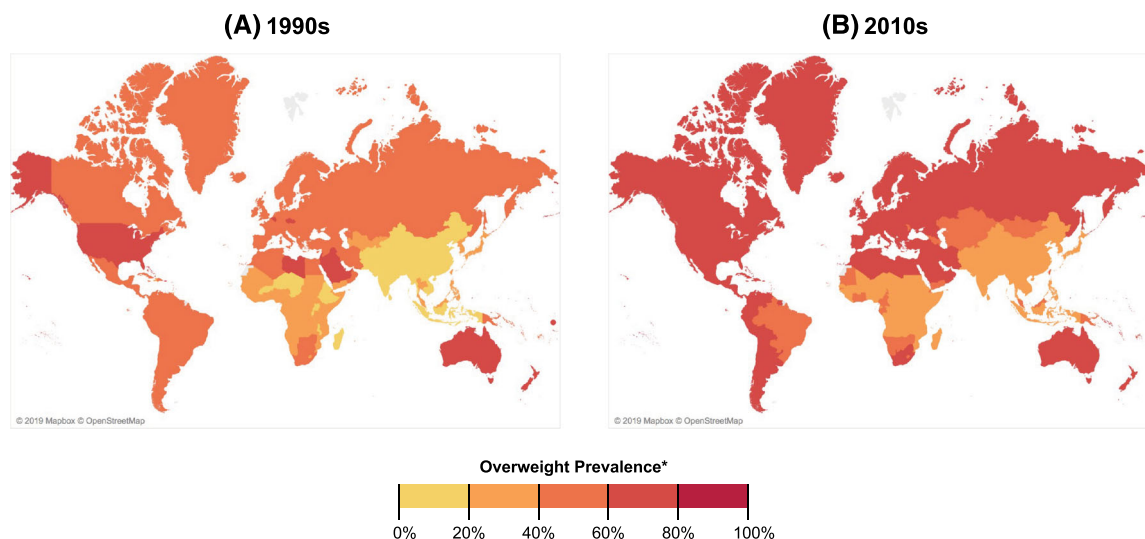 (A) 1990s
(B) 2010s
© 2019 Mapbox © OpenStreetMap
© 2019 Mapbox © OpenStreetMap
Overweight Prevalence*
0% 20% 40% 60% 80% 100%